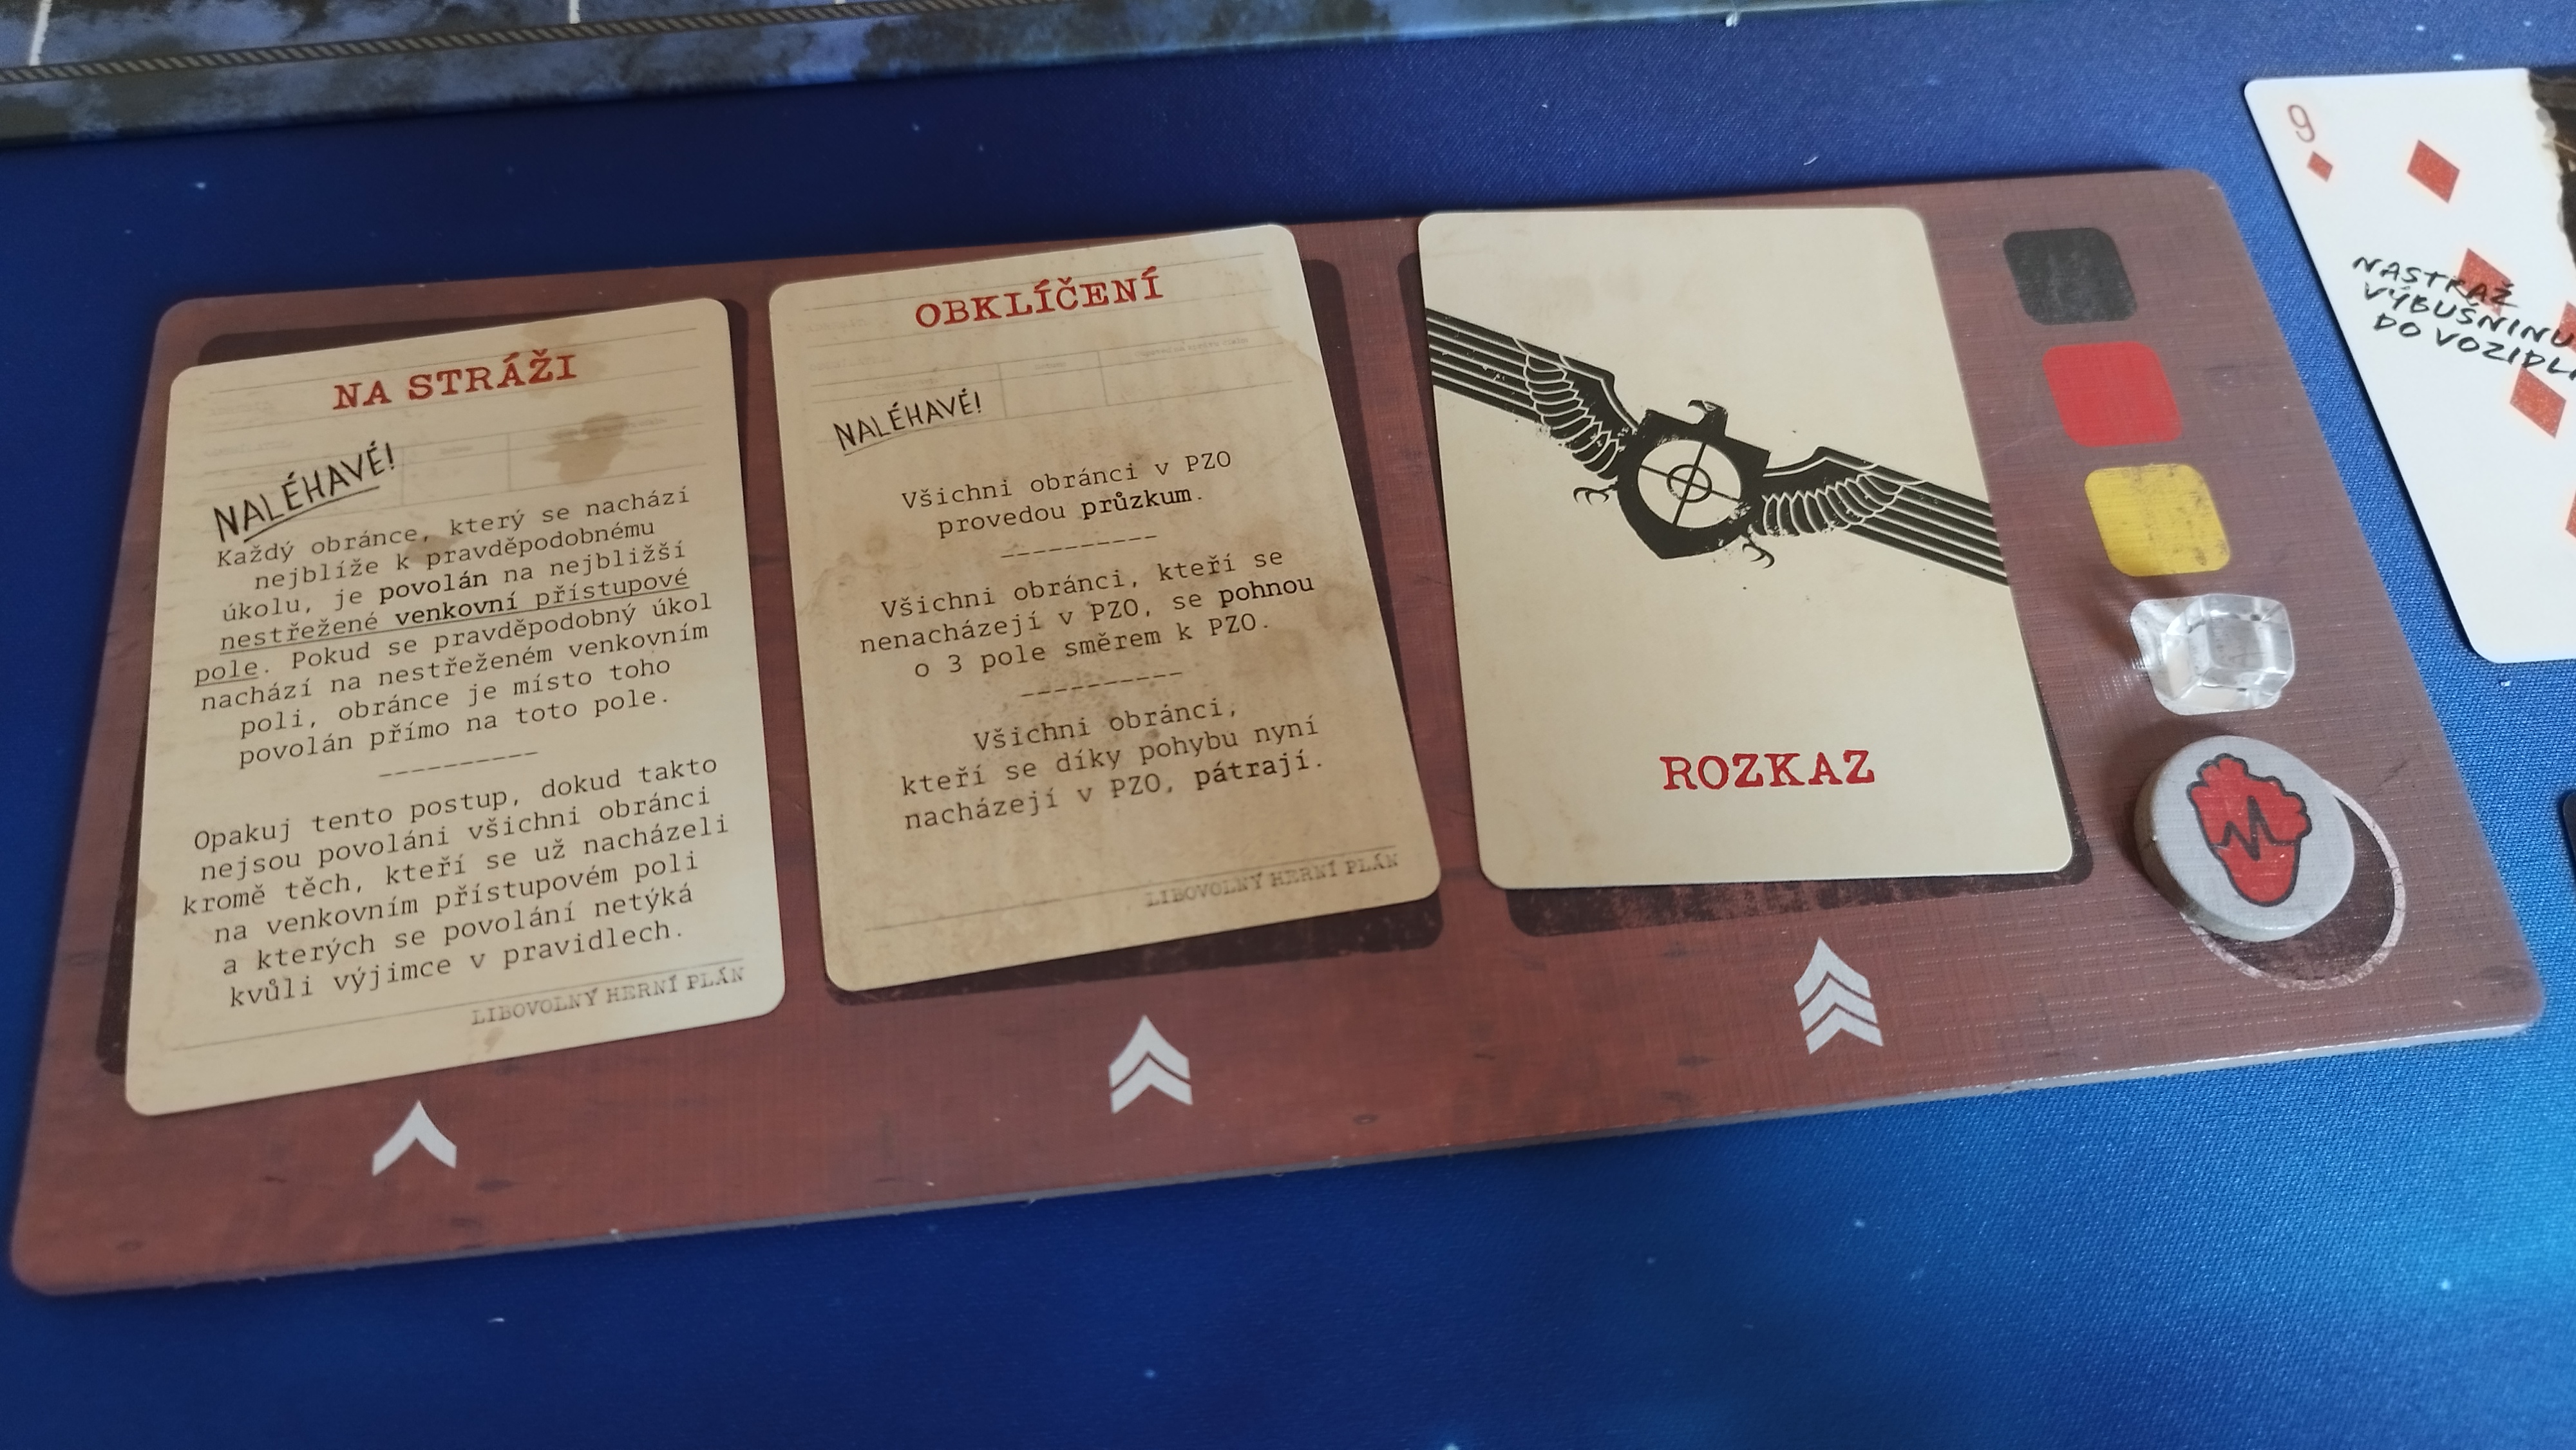 NA STRÁŽI
NALÉHAVÉ!
Každý obránce, který se nachází
nejblíže k pravděpodobnému
úkolu, je povolán na nejbližší
nestřežené venkovní přístupové
pole. Pokud se pravděpodobný úkol
nachází na nestřeženém venkovním
poli, obránce je místo toho
povolán přímo na toto pole.
Opakuj tento postup, dokud takto
nejsou povoláni všichni obránci
kromě těch, kteří se už nacházeli
na venkovním přístupovém poli
a kterých se povolání netýká
kvůli výjimce v pravidlech.
LIBOVOLNÝ HERNÍ PLÁN
OBKLÍČENÍ
NALÉHAVÉ!
Všichni obránci v PZO
provedou průzkum.
Všichni obránci, kteří se
nenacházejí v PZO, se pohnou
o 3 pole směrem k PZO.
Všichni obránci,
kteří se díky pohybu nyní
nacházejí v PZO, pátrají.
LIBOVOLNÝ HERNÍ PLÁN
ROZKAZ
9
NASTRAŽ
VÝBUŠNINU
DO